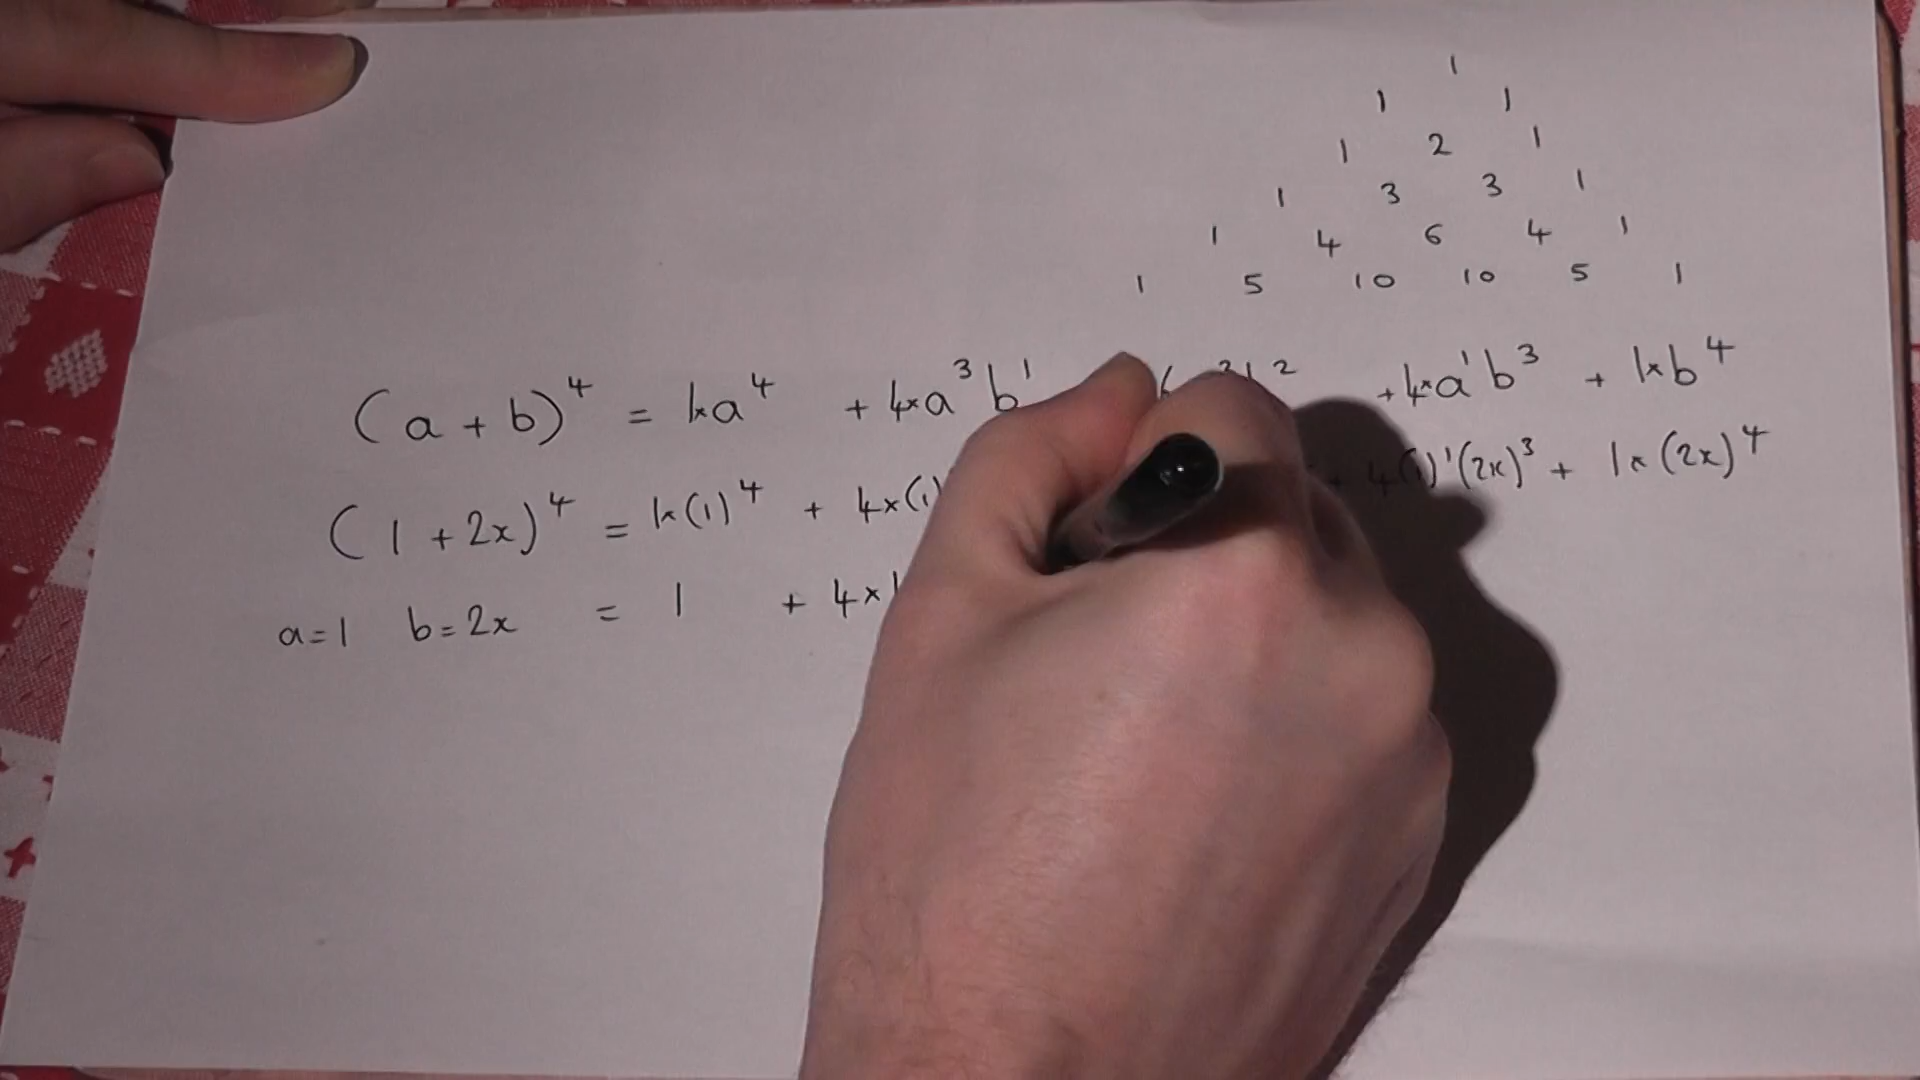 1
1 1
1 2 1
1 3 3 1
1 4 6 4 1
1 5 10 10 5 1
(a + b)⁴ = 1×a⁴ + 4×a³b¹ +4×a¹b³ + 1×b⁴
(1 + 2x)⁴ = 1×(1)⁴ + 4×(1) + 4(1)¹(2x)³ + 1×(2x)⁴
a=1 b=2x = 1 + 4×1